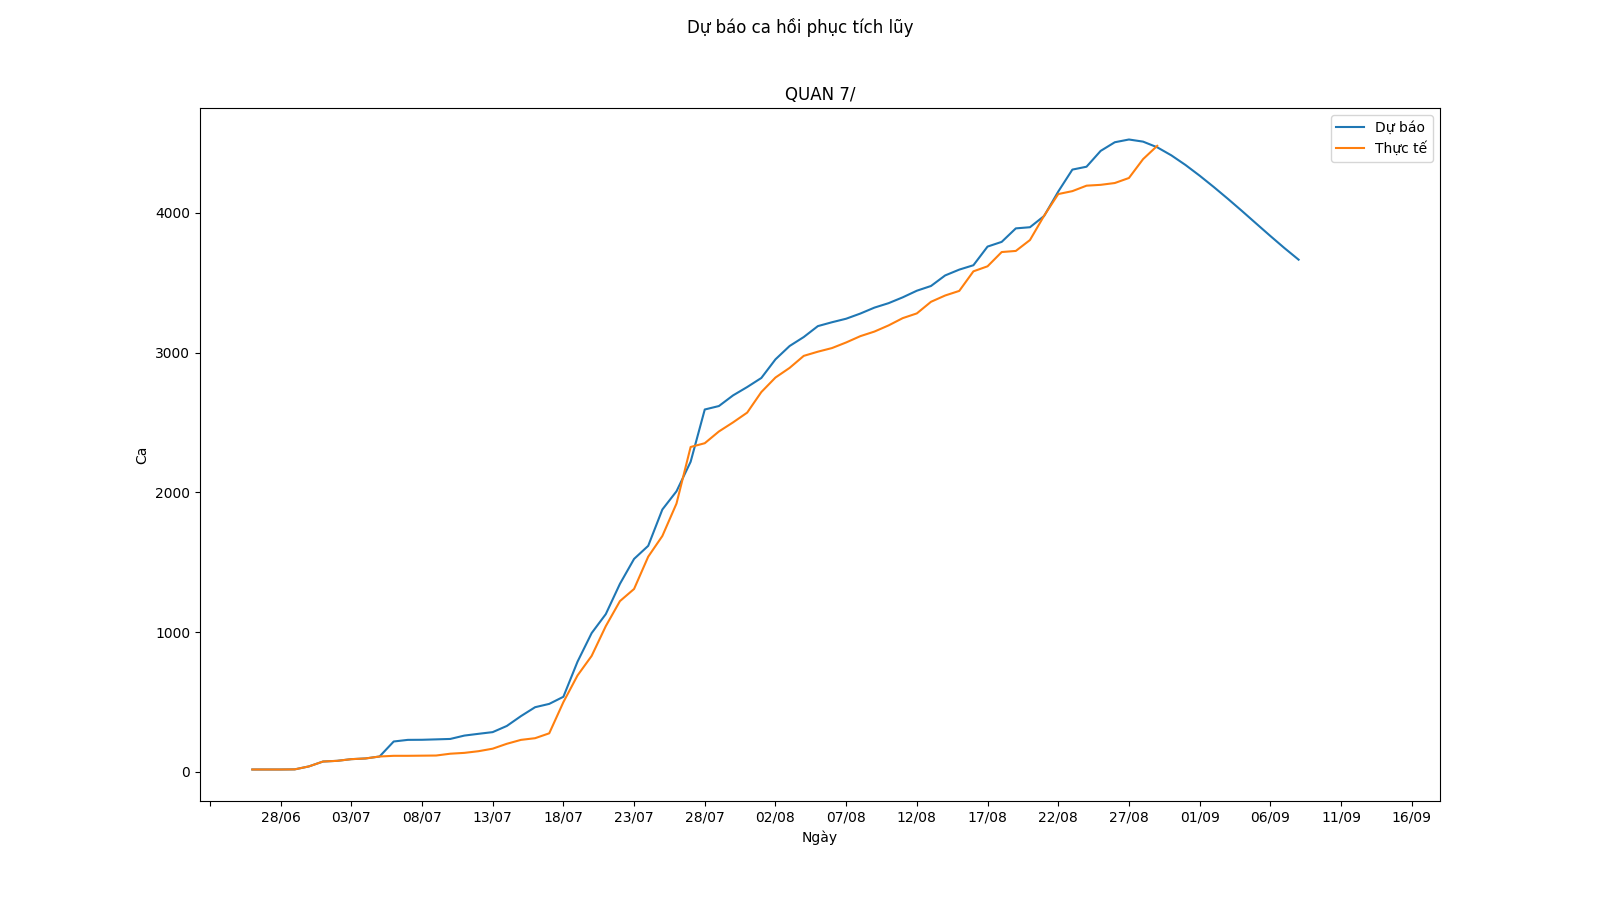 Dự báo ca hồi phục tích lũy
QUAN 7/
Dự báo
Thực tế
4000
3000
2000
1000
0
Ca
28/06 03/07 08/07 13/07 18/07 23/07 28/07 02/08 07/08 12/08 17/08 22/08 27/08 01/09 06/09 11/09 16/09
Ngày